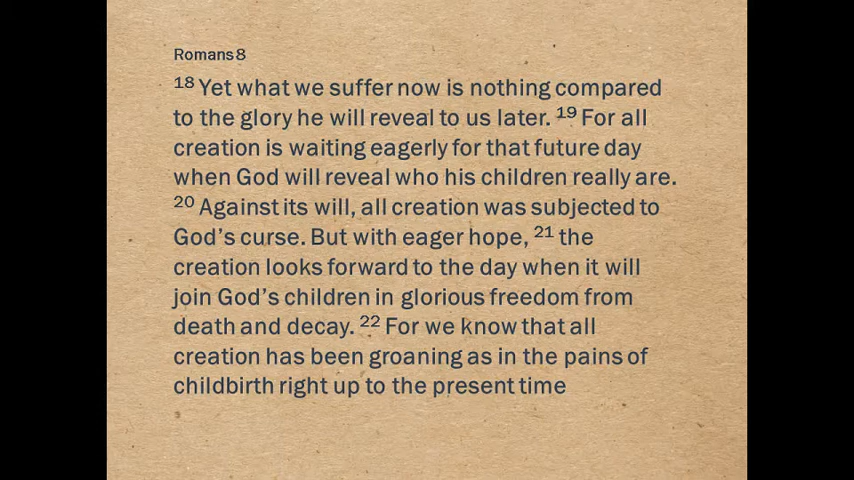 Romans 8
18 Yet what we suffer now is nothing compared
to the glory he will reveal to us later. 19 For all
creation is waiting eagerly for that future day
when God will reveal who his children really are.
20 Against its will, all creation was subjected to
God’s curse. But with eager hope, 21 the
creation looks forward to the day when it will
join God’s children in glorious freedom from
death and decay. 22 For we know that all
creation has been groaning as in the pains of
childbirth right up to the present time